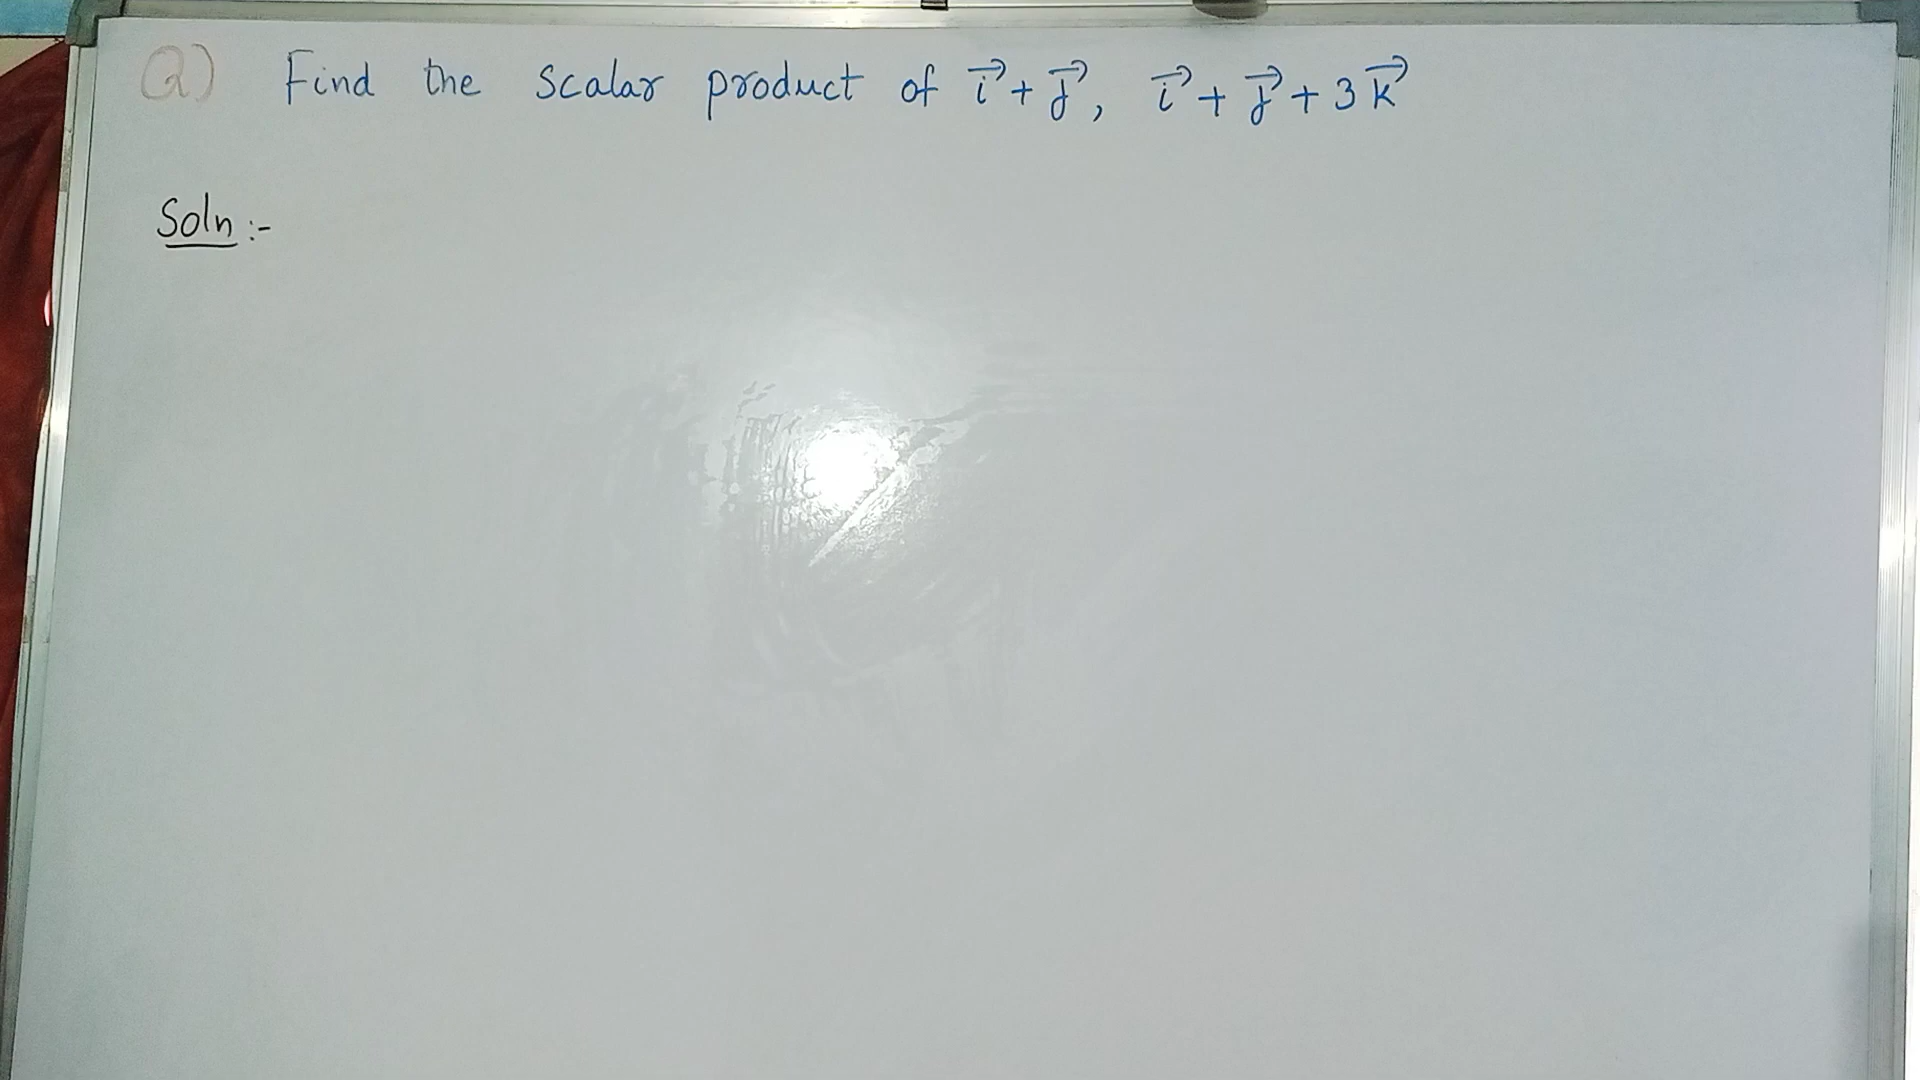 Q) Find the scalar product of i⃗ + j⃗, i⃗ + j⃗ + 3k⃗
Soln :-